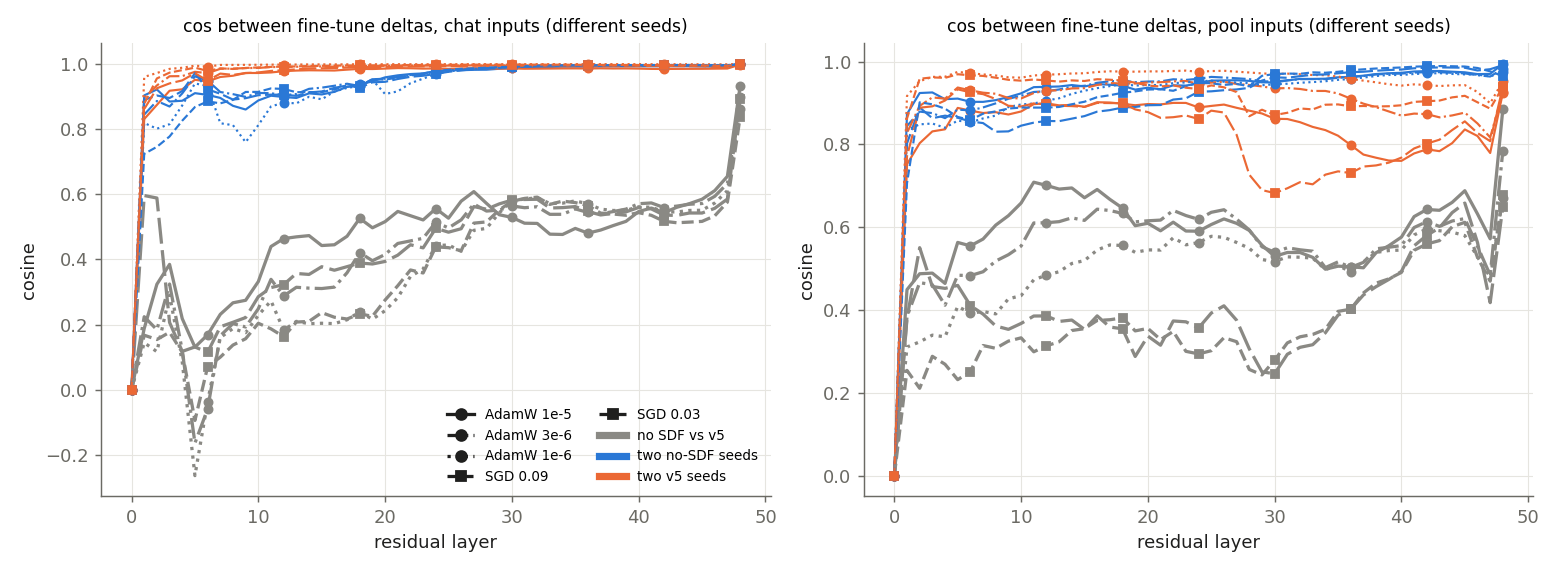 cos between fine-tune deltas, chat inputs (different seeds)
1.0
0.8
0.6
0.4
0.2
0.0
−0.2
cosine
0
10
20
30
40
50
residual layer
AdamW 1e-5
AdamW 3e-6
AdamW 1e-6
SGD 0.09
SGD 0.03
no SDF vs v5
two no-SDF seeds
two v5 seeds
cos between fine-tune deltas, pool inputs (different seeds)
1.0
0.8
0.6
0.4
0.2
0.0
cosine
0
10
20
30
40
50
residual layer